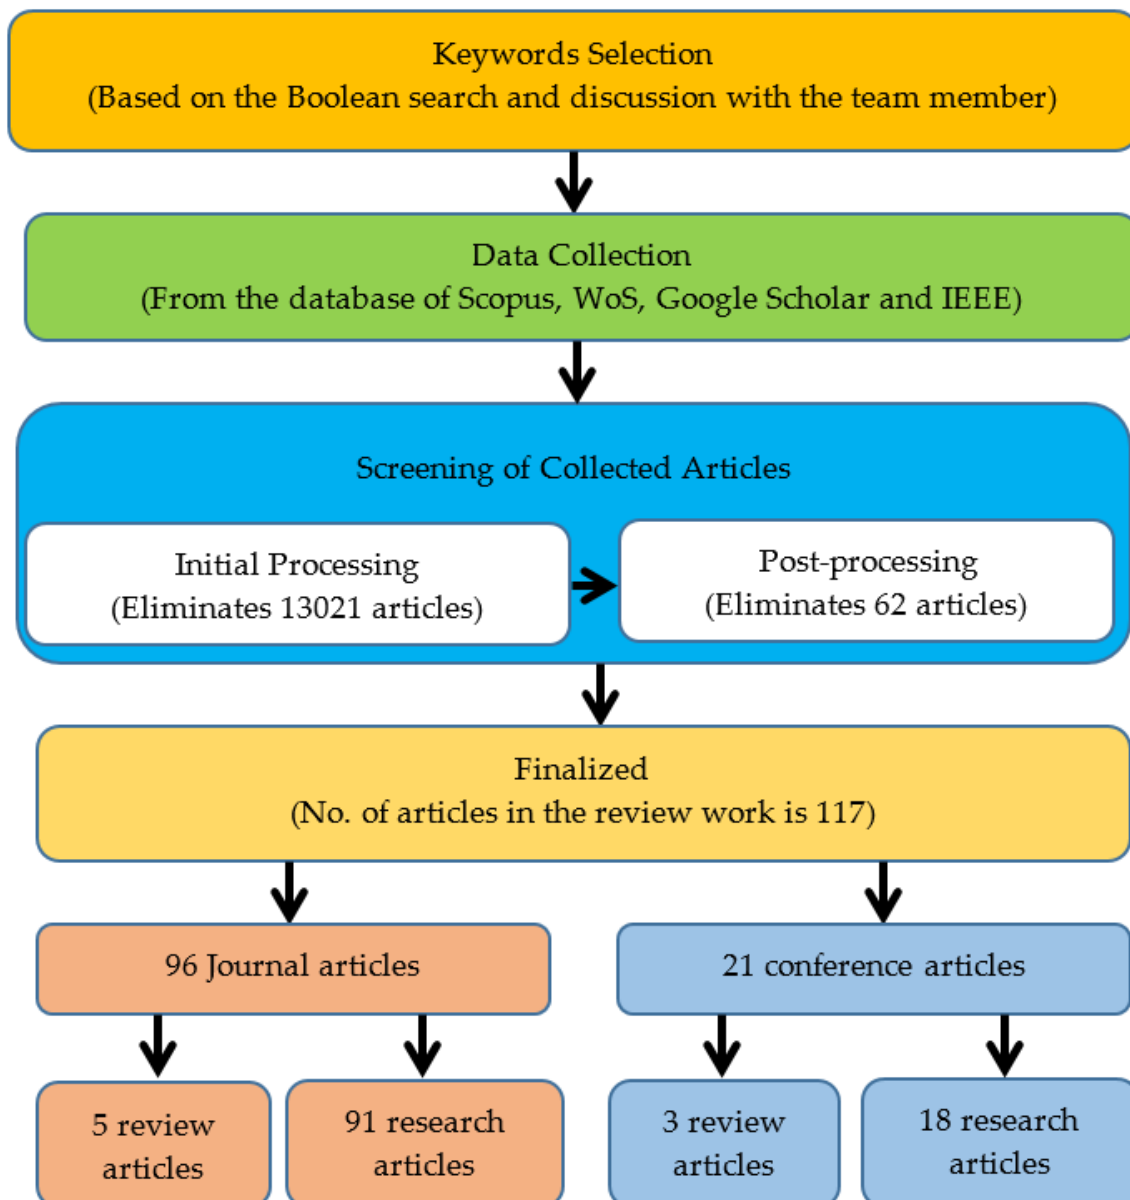 Keywords Selection
(Based on the Boolean search and discussion with the team member)
Data Collection
(From the database of Scopus, WoS, Google Scholar and IEEE)
Screening of Collected Articles
Initial Processing
(Eliminates 13021 articles)
Post-processing
(Eliminates 62 articles)
Finalized
(No. of articles in the review work is 117)
96 Journal articles
21 conference articles
5 review
articles
91 research
articles
3 review
articles
18 research
articles